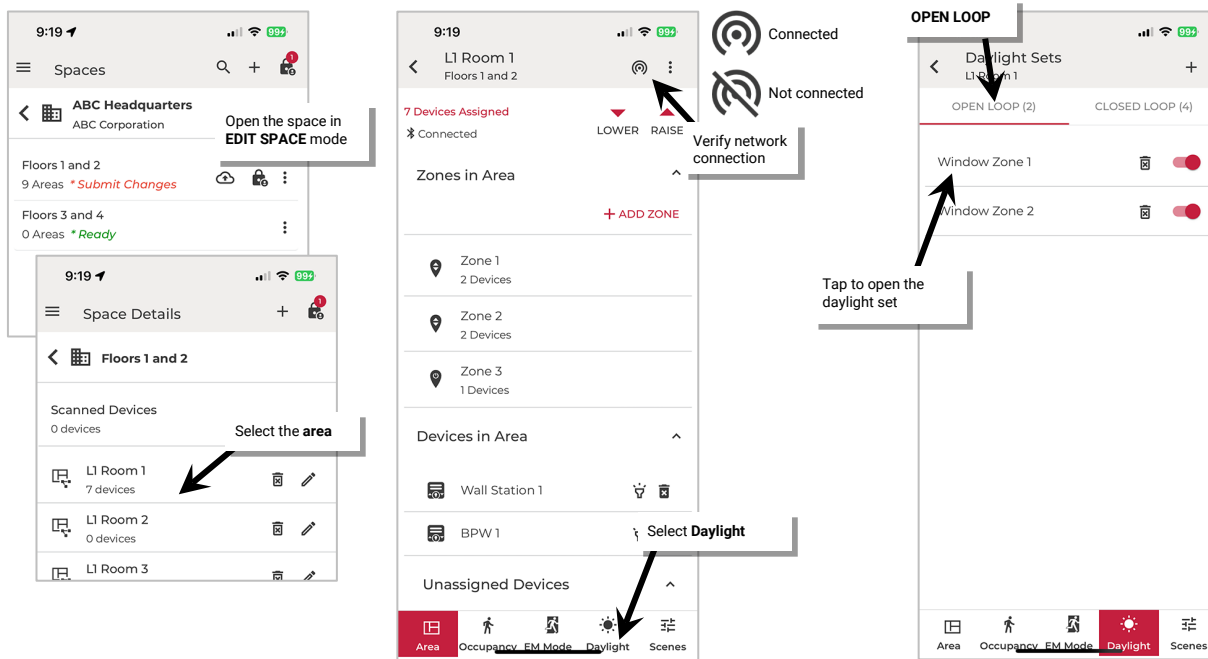 9:19
99
Spaces
1
ABC Headquarters
ABC Corporation
Open the space in
EDIT SPACE mode
Floors 1 and 2
9 Areas * Submit Changes
Floors 3 and 4
0 Areas * Ready
9:19
99
Space Details
1
Floors 1 and 2
Scanned Devices
0 devices
Select the area
L1 Room 1
7 devices
L1 Room 2
0 devices
L1 Room 3
9:19
99
L1 Room 1
Floors 1 and 2
Connected
Not connected
7 Devices Assigned
Connected
LOWER RAISE
Verify network
connection
Zones in Area
+ ADD ZONE
Zone 1
2 Devices
Zone 2
2 Devices
Zone 3
1 Devices
Devices in Area
Wall Station 1
BPW 1
Select Daylight
Unassigned Devices
Area Occupancy EM Mode Daylight Scenes
OPEN LOOP
99
Daylight Sets
L1 Room 1
+
OPEN LOOP (2) CLOSED LOOP (4)
Window Zone 1
Window Zone 2
Tap to open the
daylight set
Area Occupancy EM Mode Daylight Scenes